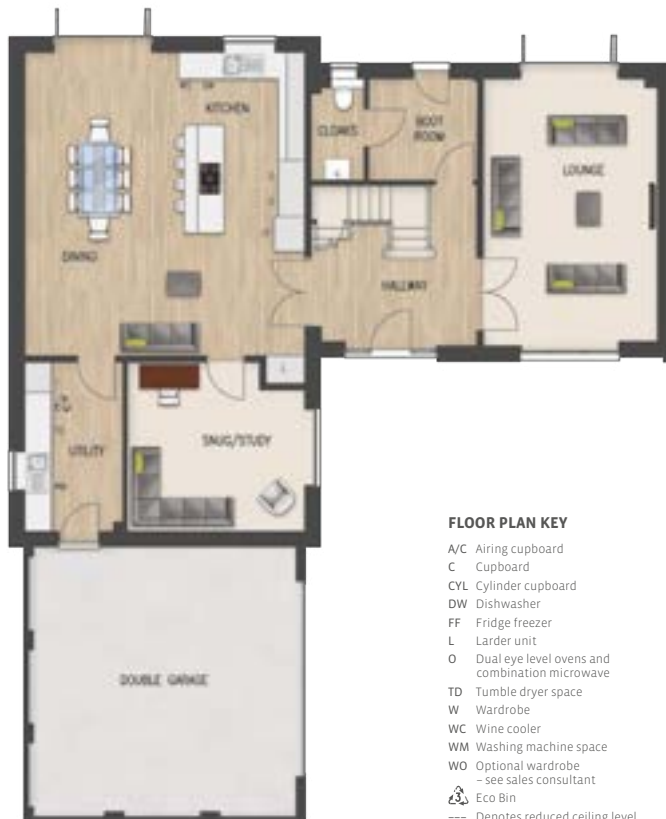 KITCHEN
CLOAKS
BOOT
ROOM
LOUNGE
DINING
HALLWAY
UTILITY
SNUG/STUDY
DOUBLE GARAGE
FLOOR PLAN KEY
A/C Airing cupboard
C Cupboard
CYL Cylinder cupboard
DW Dishwasher
FF Fridge freezer
L Larder unit
O Dual eye level ovens and
combination microwave
TD Tumble dryer space
W Wardrobe
WC Wine cooler
WM Washing machine space
WO Optional wardrobe
– see sales consultant
3 Eco Bin
--- Denotes reduced ceiling level